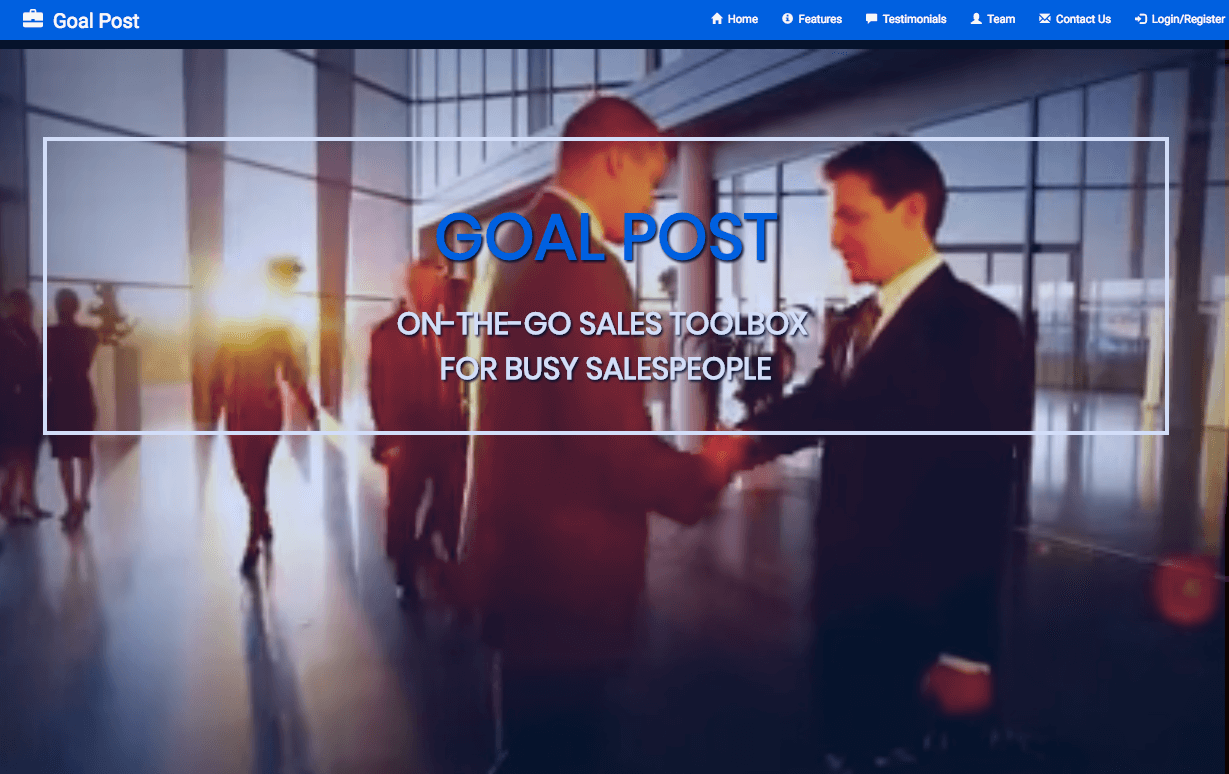 Goal Post
Home Features Testimonials Team Contact Us Login/Register
GOAL POST
ON-THE-GO SALES TOOLBOX
FOR BUSY SALESPEOPLE